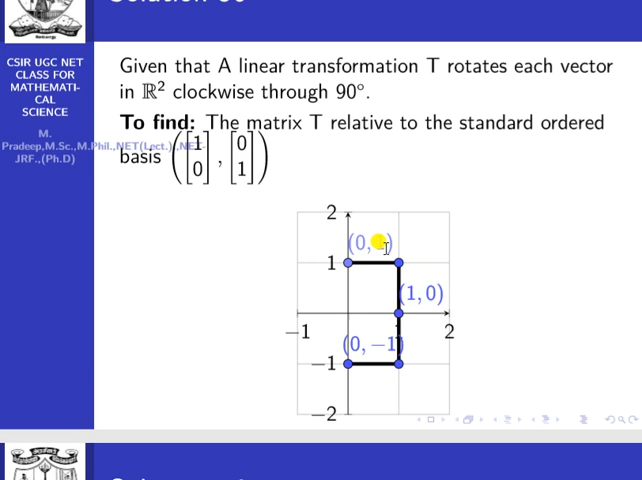 CSIR UGC NET
CLASS FOR
MATHEMATI-
CAL
SCIENCE
M.
Pradeep,M.Sc.,M.Phil.,NET(Lect.),NET-
JRF.,(Ph.D)
Given that A linear transformation T rotates each vector
in ℝ² clockwise through 90°.
To find: The matrix T relative to the standard ordered
basis ([1 0], [0 1])
2
(0, )
1
(1, 0)
−1
2
(0, −1)
−1
−2